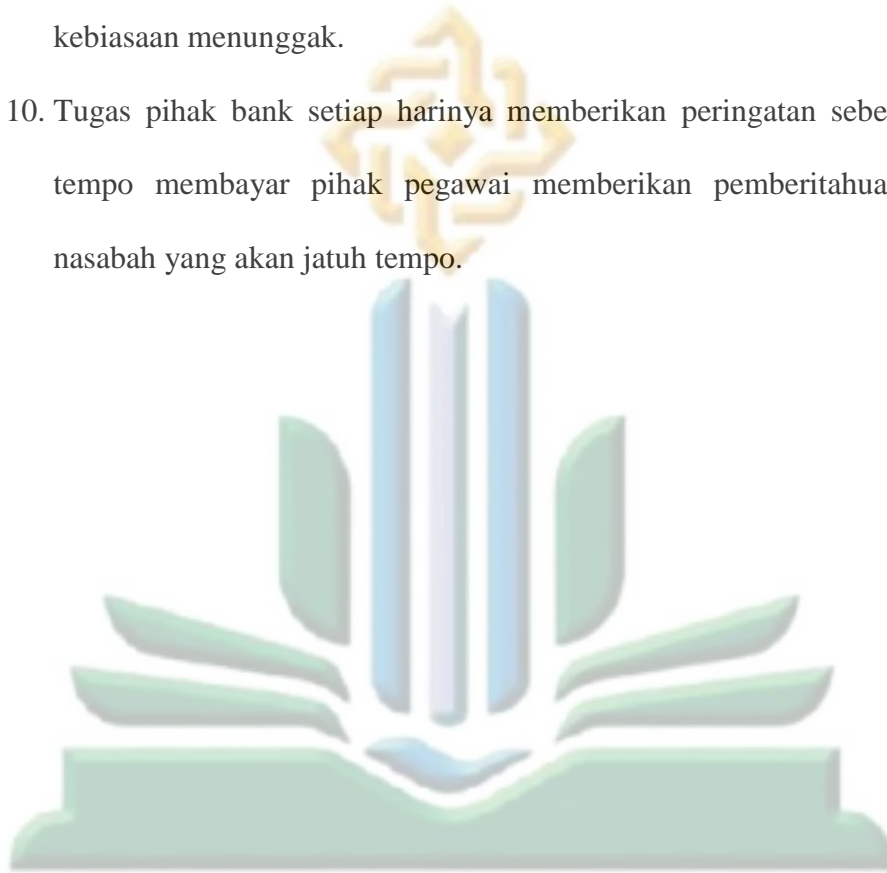 kebiasaan menunggak.
10. Tugas pihak bank setiap harinya memberikan peringatan sebe
tempo membayar pihak pegawai memberikan pemberitahua
nasabah yang akan jatuh tempo.